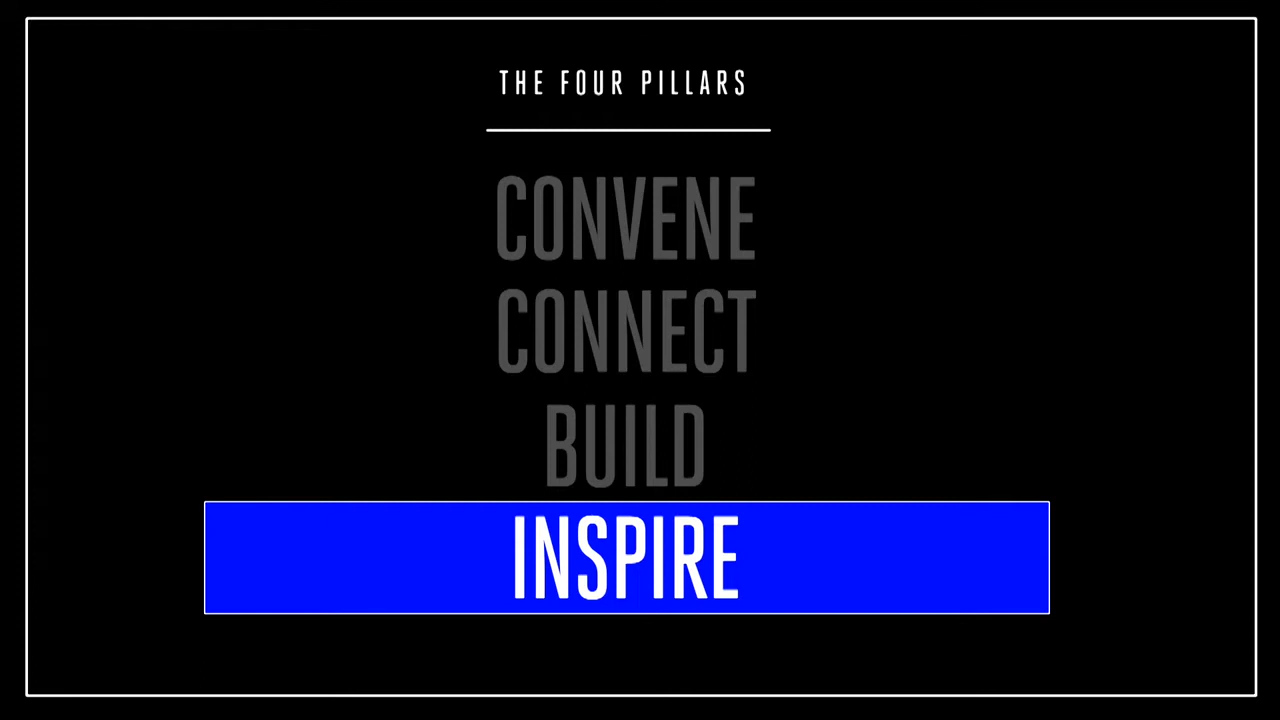 THE FOUR PILLARS
CONVENE
CONNECT
BUILD
INSPIRE